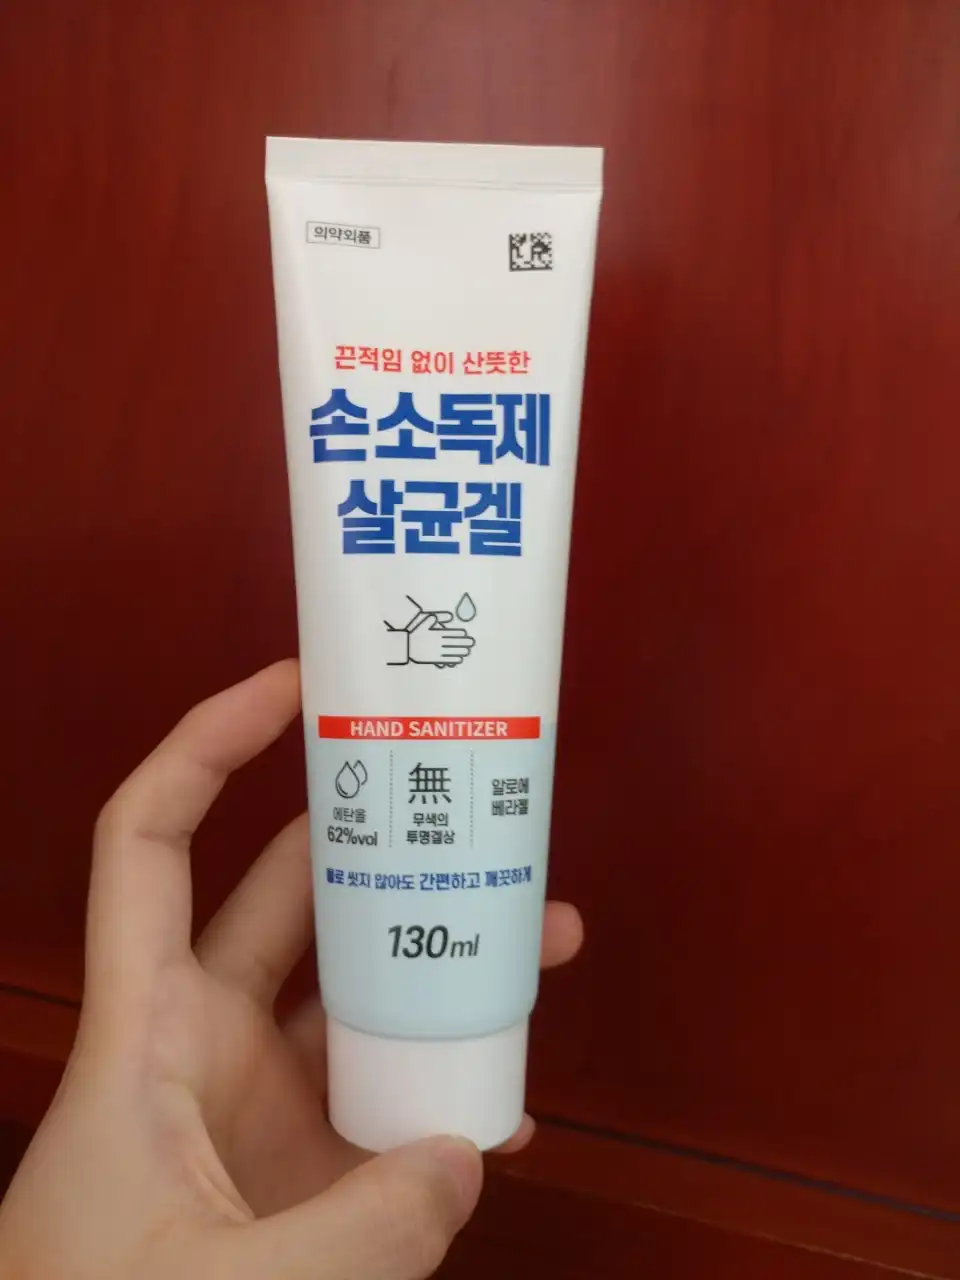 의약외품
끈적임 없이 산뜻한
손소독제
살균겔
HAND SANITIZER
에탄올
62%vol
無
무색의
투명겔상
알로에
베라겔
물로 씻지 않아도 간편하고 깨끗하게
130ml